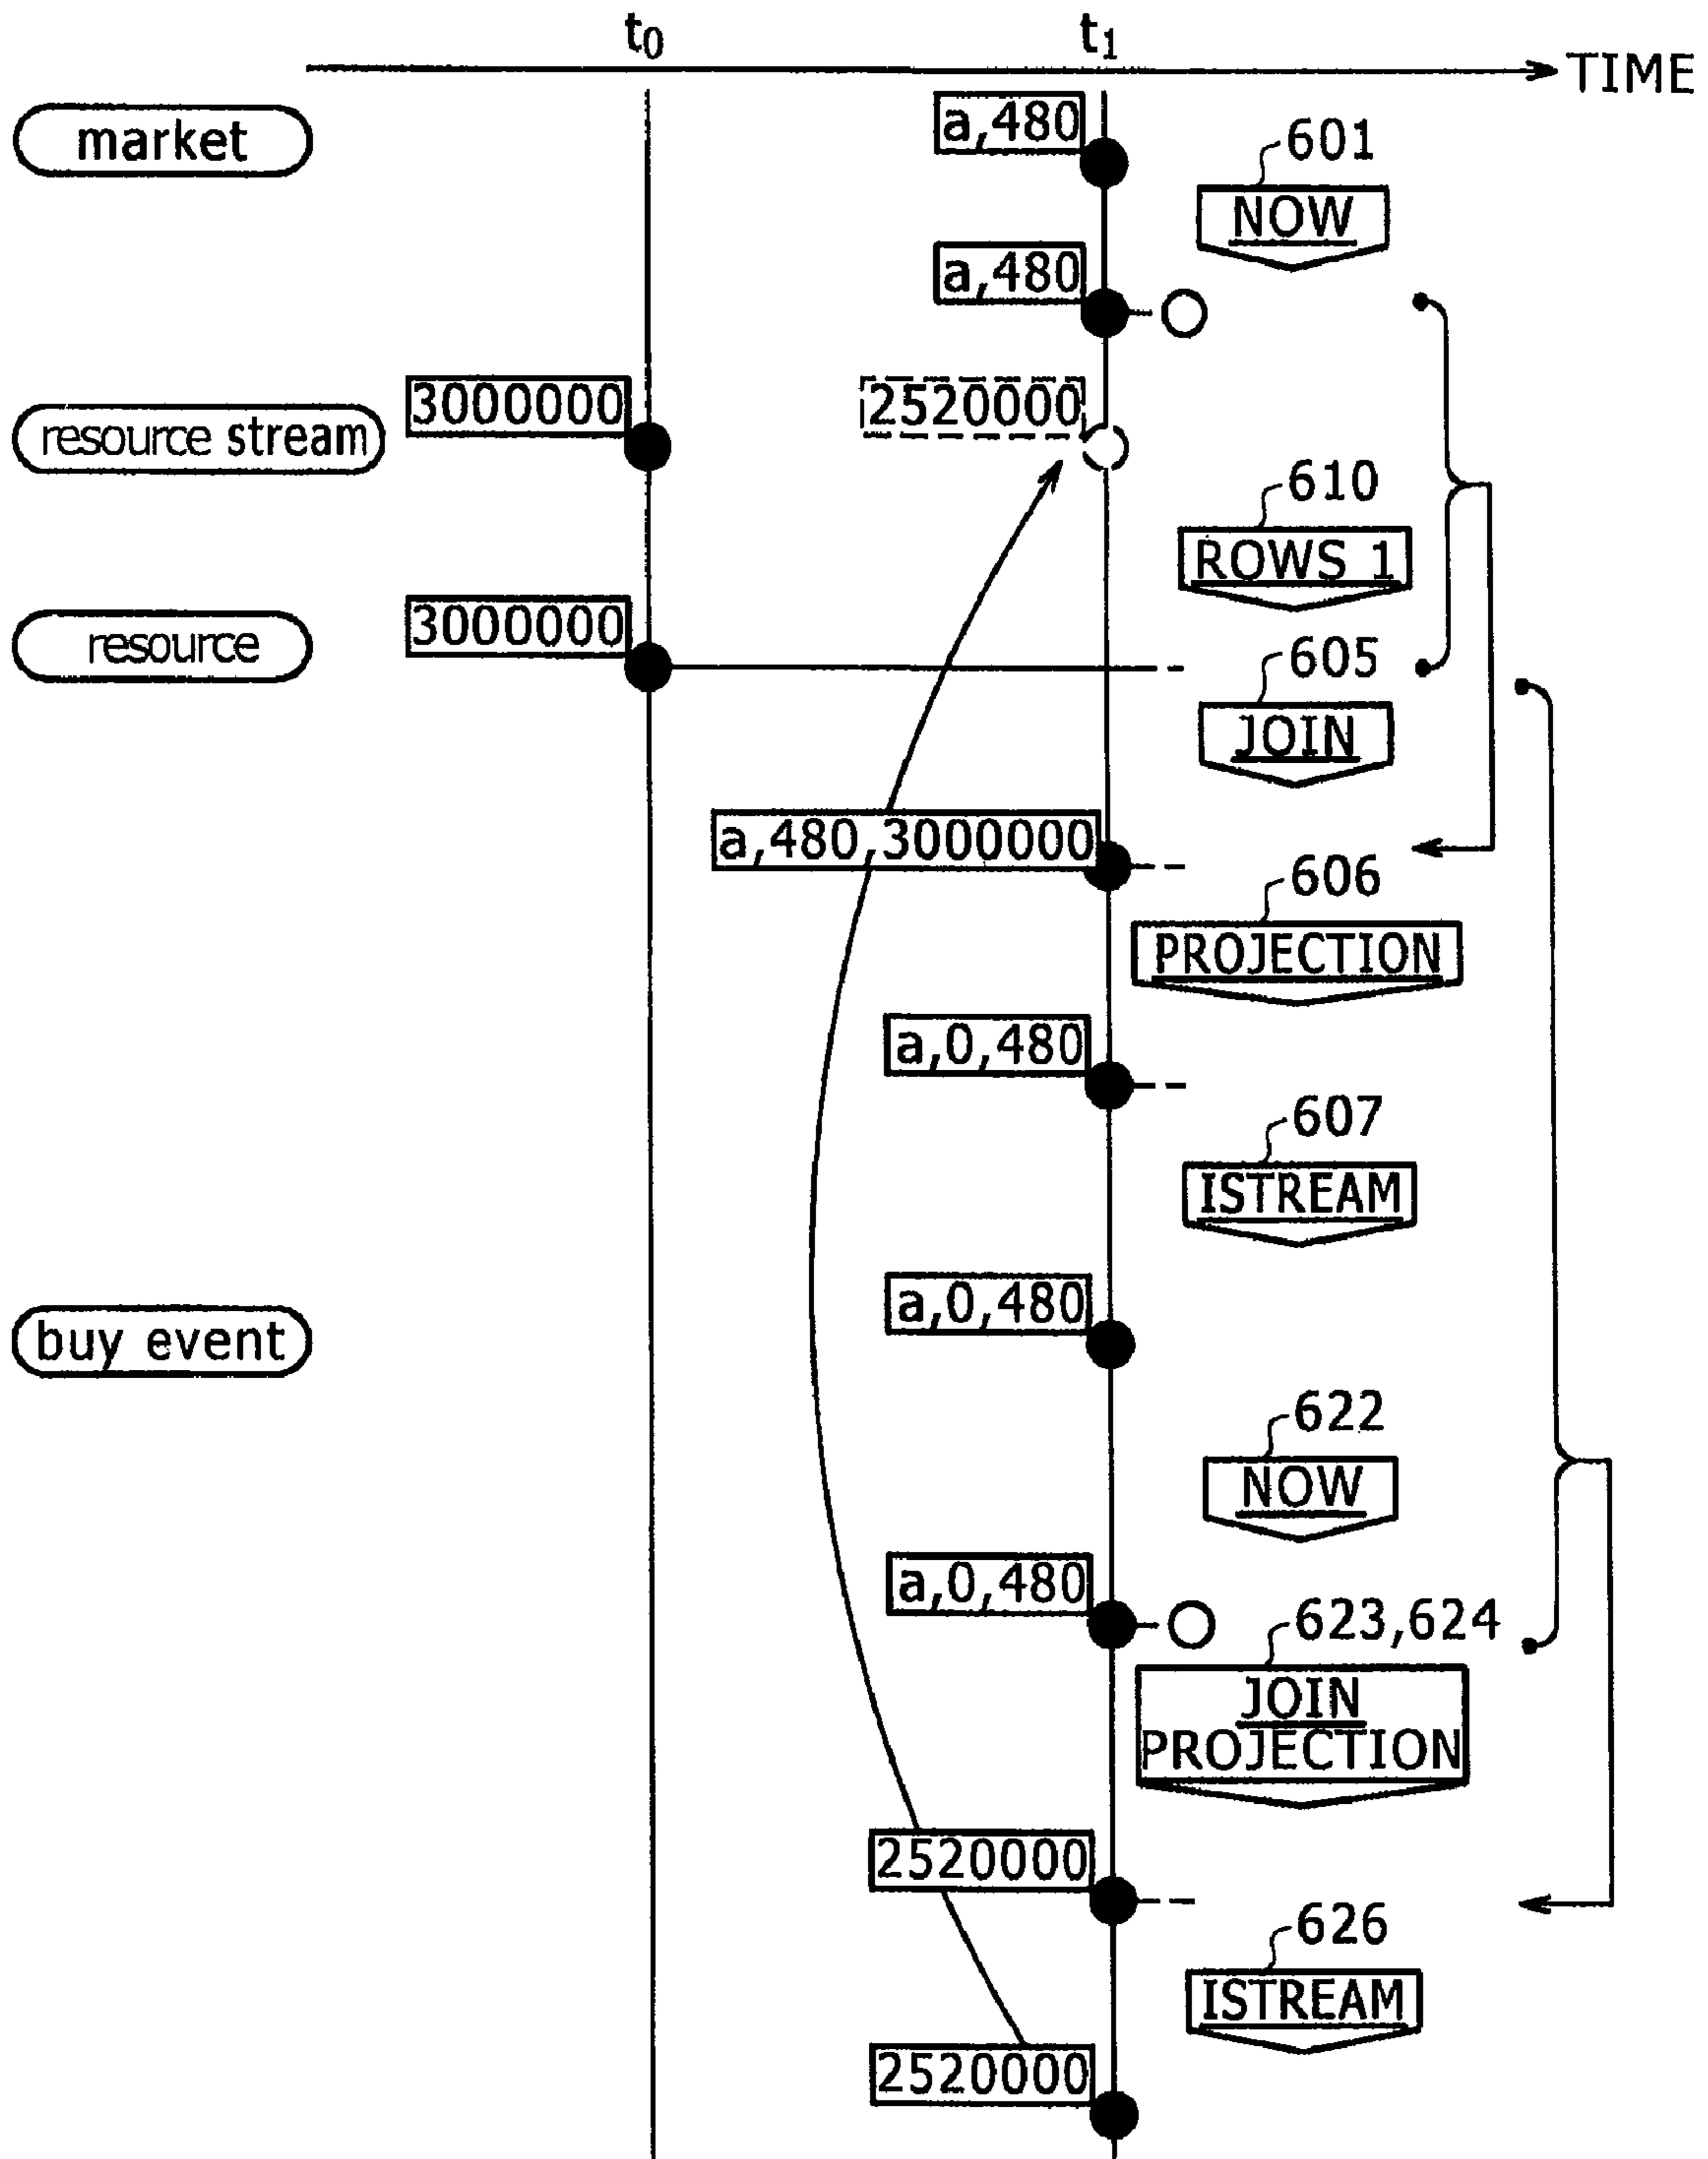 t0
t1
TIME
market
a,480
601
NOW
a,480
resource stream
3000000
2520000
610
ROWS 1
resource
3000000
605
JOIN
a,480,3000000
606
PROJECTION
a,0,480
607
ISTREAM
buy event
a,0,480
622
NOW
a,0,480
623,624
JOIN
PROJECTION
2520000
626
ISTREAM
2520000